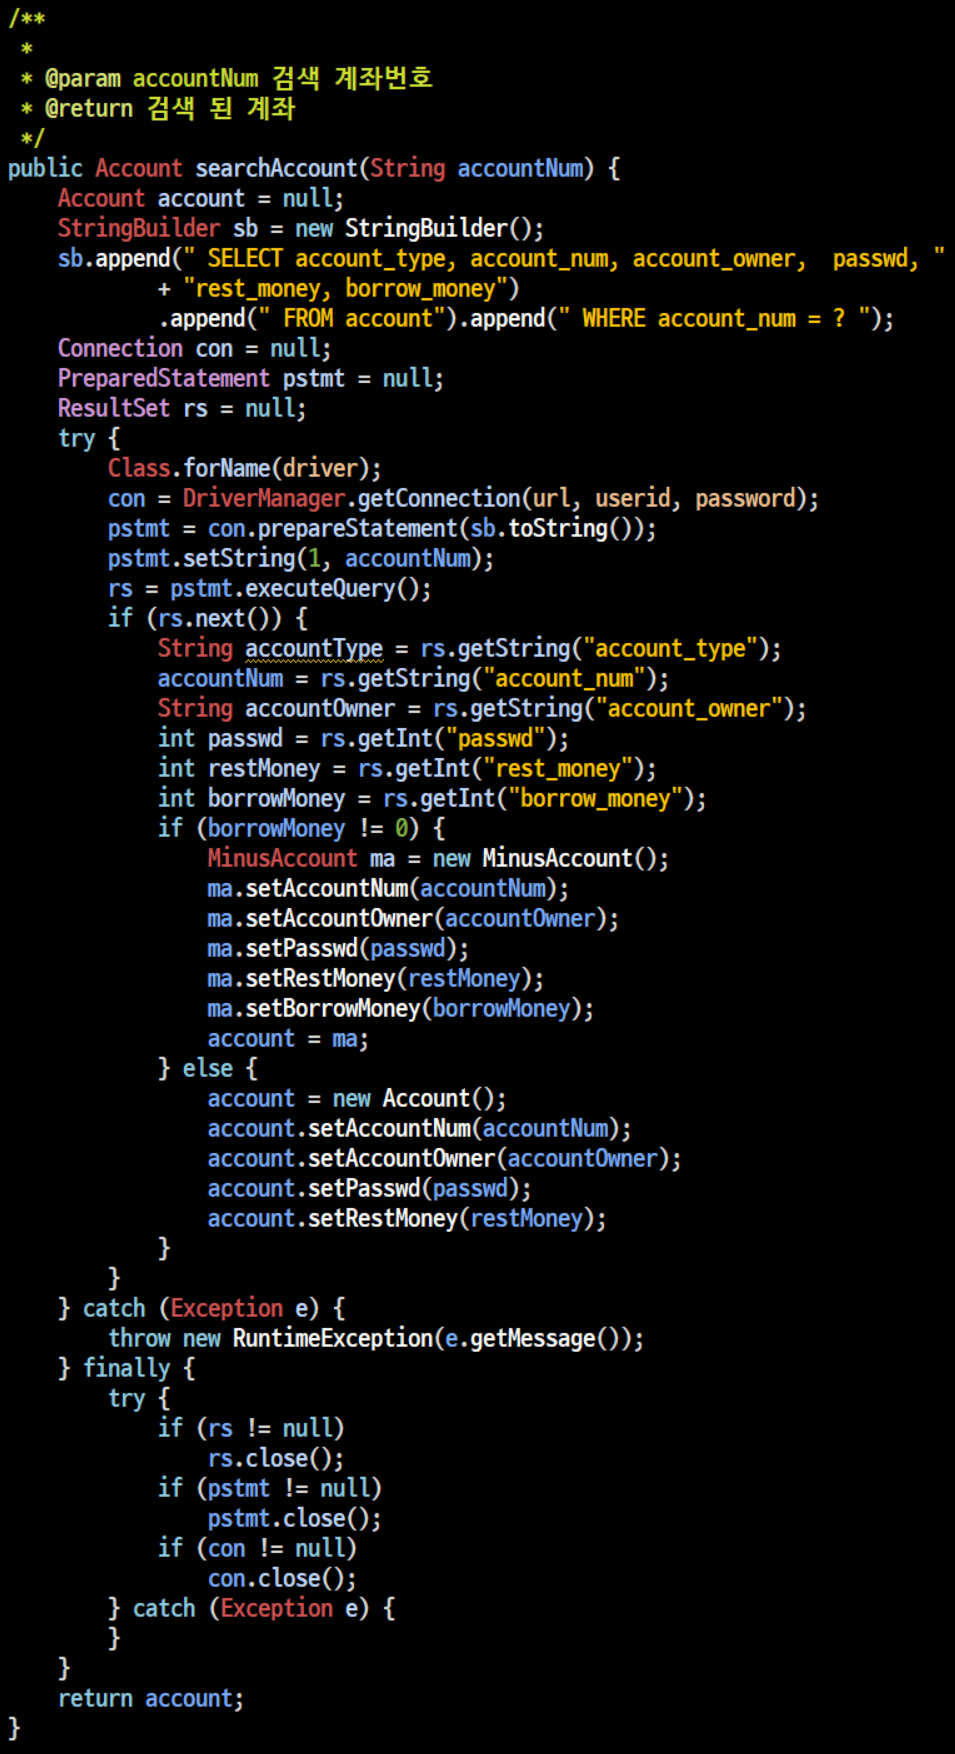 /**
 *
 * @param accountNum 검색 계좌번호
 * @return 검색 된 계좌
 */
public Account searchAccount(String accountNum) {
    Account account = null;
    StringBuilder sb = new StringBuilder();
    sb.append(" SELECT account_type, account_num, account_owner,  passwd, "
            + "rest_money, borrow_money")
            .append(" FROM account").append(" WHERE account_num = ? ");
    Connection con = null;
    PreparedStatement pstmt = null;
    ResultSet rs = null;
    try {
        Class.forName(driver);
        con = DriverManager.getConnection(url, userid, password);
        pstmt = con.prepareStatement(sb.toString());
        pstmt.setString(1, accountNum);
        rs = pstmt.executeQuery();
        if (rs.next()) {
            String accountType = rs.getString("account_type");
            accountNum = rs.getString("account_num");
            String accountOwner = rs.getString("account_owner");
            int passwd = rs.getInt("passwd");
            int restMoney = rs.getInt("rest_money");
            int borrowMoney = rs.getInt("borrow_money");
            if (borrowMoney != 0) {
                MinusAccount ma = new MinusAccount();
                ma.setAccountNum(accountNum);
                ma.setAccountOwner(accountOwner);
                ma.setPasswd(passwd);
                ma.setRestMoney(restMoney);
                ma.setBorrowMoney(borrowMoney);
                account = ma;
            } else {
                account = new Account();
                account.setAccountNum(accountNum);
                account.setAccountOwner(accountOwner);
                account.setPasswd(passwd);
                account.setRestMoney(restMoney);
            }
        }
    } catch (Exception e) {
        throw new RuntimeException(e.getMessage());
    } finally {
        try {
            if (rs != null)
                rs.close();
            if (pstmt != null)
                pstmt.close();
            if (con != null)
                con.close();
        } catch (Exception e) {
        }
    }
    return account;
}